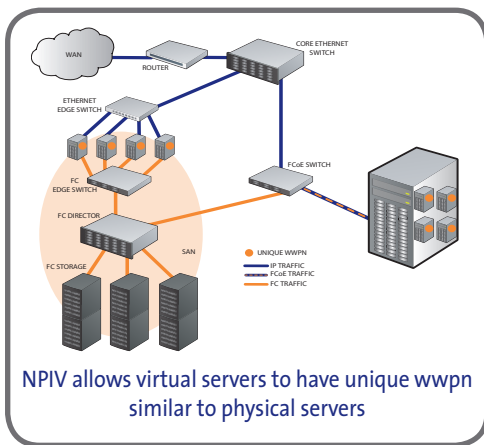 WAN
ROUTER
CORE ETHERNET
SWITCH
ETHERNET
EDGE SWITCH
FC
EDGE SWITCH
FCoE SWITCH
FC DIRECTOR
SAN
FC STORAGE
UNIQUE WWPN
IP TRAFFIC
FCoE TRAFFIC
FC TRAFFIC
NPIV allows virtual servers to have unique wwpn
similar to physical servers